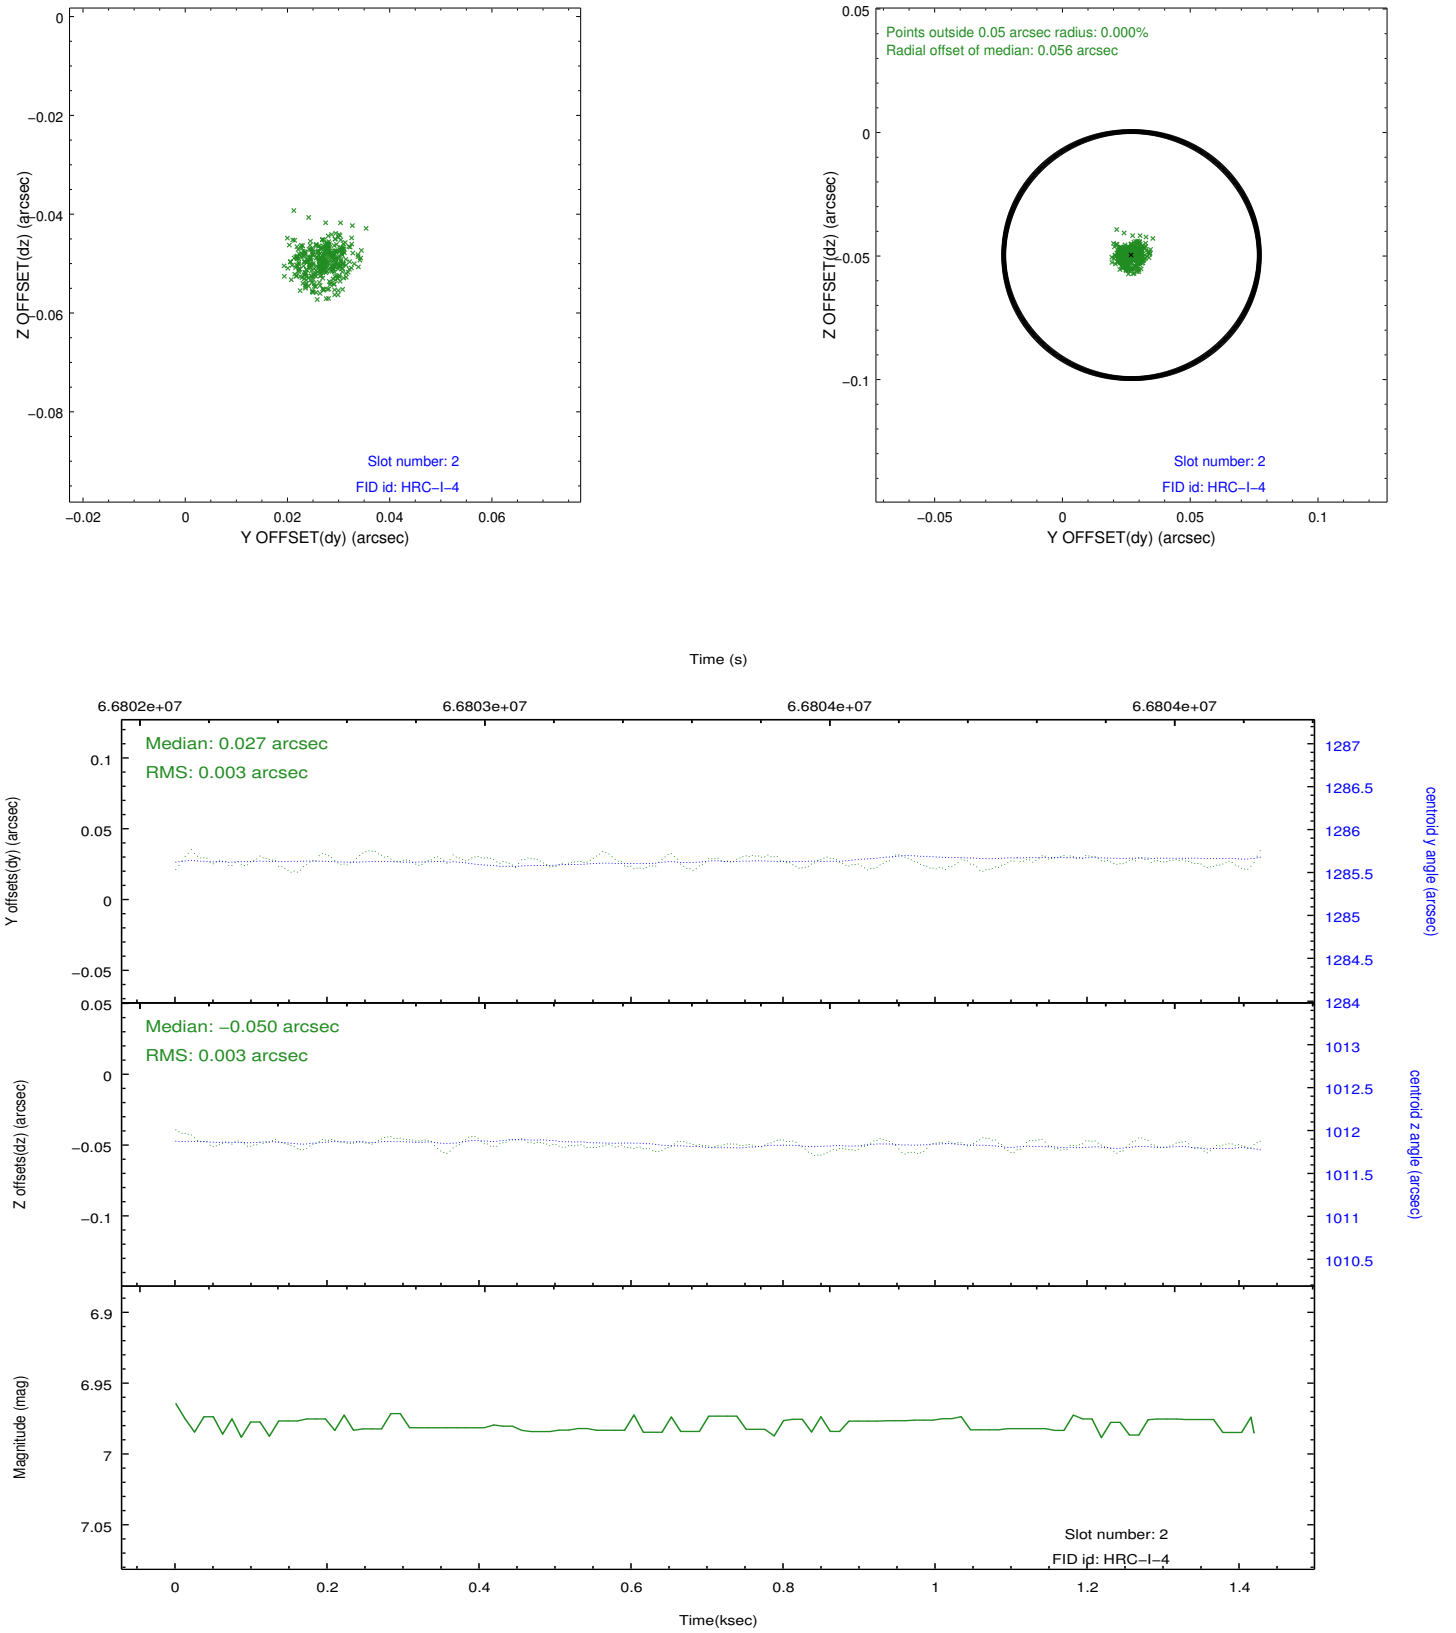 0
−0.02
−0.04
−0.06
−0.08
Z OFFSET(dz) (arcsec)
Slot number: 2
FID id: HRC−I−4
−0.02 0 0.02 0.04 0.06
Y OFFSET(dy) (arcsec)
Points outside 0.05 arcsec radius: 0.000%
Radial offset of median: 0.056 arcsec
0.05
0
−0.05
−0.1
Z OFFSET(dz) (arcsec)
Slot number: 2
FID id: HRC−I−4
−0.05 0 0.05 0.1
Y OFFSET(dy) (arcsec)
Time (s)
6.6802e+07 6.6803e+07 6.6804e+07 6.6804e+07
Median: 0.027 arcsec
RMS: 0.003 arcsec
0.1
0.05
0
−0.05
Y offsets(dy) (arcsec)
1287
1286.5
1286
1285.5
1285
1284.5
1284
centroid y angle (arcsec)
Median: −0.050 arcsec
RMS: 0.003 arcsec
0.05
0
−0.05
−0.1
Z offsets(dz) (arcsec)
1013
1012.5
1012
1011.5
1011
1010.5
centroid z angle (arcsec)
6.9
6.95
7
7.05
Magnitude (mag)
Slot number: 2
FID id: HRC−I−4
0 0.2 0.4 0.6 0.8 1 1.2 1.4
Time(ksec)